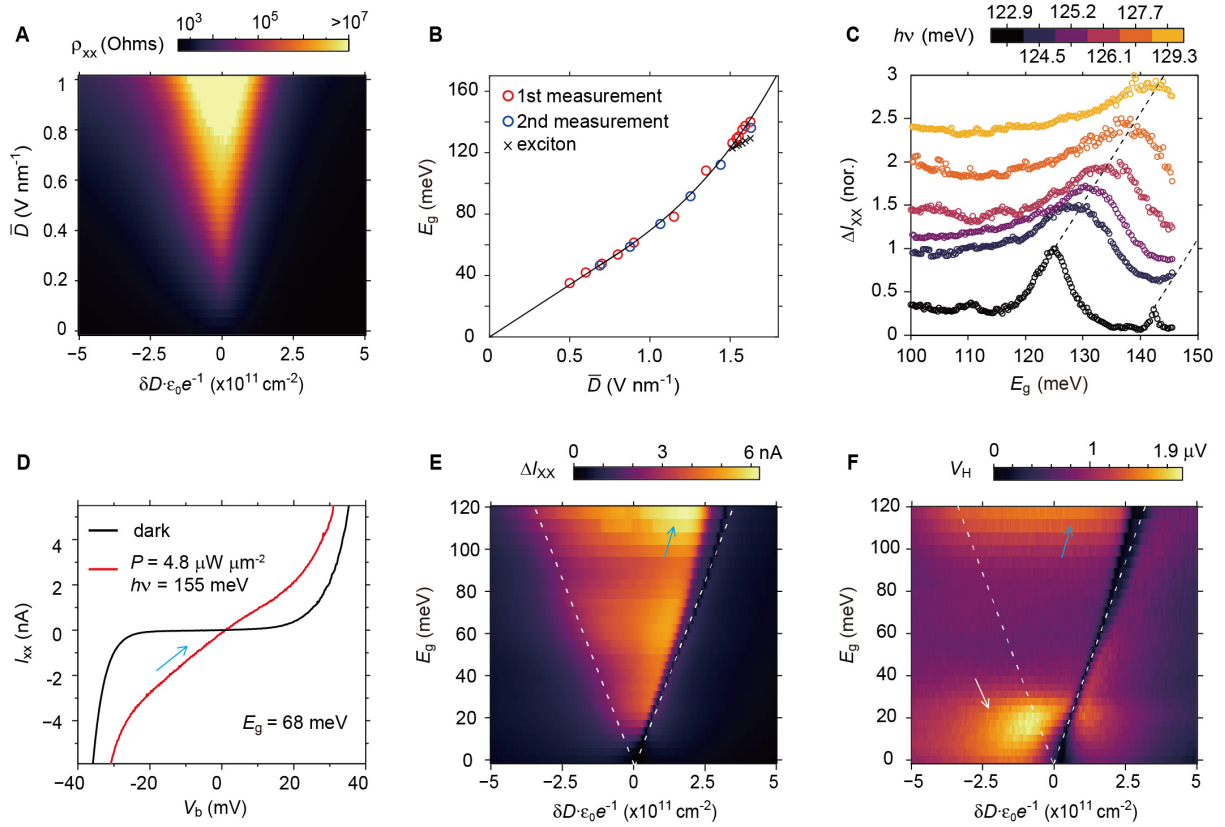 A
10³ 10⁵ >10⁷
ρxx (Ohms)
D̅ (V nm⁻¹)
1
0.8
0.6
0.4
0.2
0
−5 −2.5 0 2.5 5
δD·ε₀e⁻¹ (x10¹¹ cm⁻²)
B
Eg (meV)
160
120
80
40
0
1st measurement
2nd measurement
× exciton
0 0.5 1.0 1.5
D̅ (V nm⁻¹)
C
hν (meV)
122.9 125.2 127.7
124.5 126.1 129.3
ΔIXX (nor.)
3
2.5
2
1.5
1
0.5
0
100 110 120 130 140 150
Eg (meV)
D
dark
P = 4.8 µW µm⁻²
hν = 155 meV
Ixx (nA)
4
2
0
−2
−4
Eg = 68 meV
−40 −20 0 20 40
Vb (mV)
E
0 3 6 nA
ΔIXX
Eg (meV)
120
100
80
60
40
20
0
−5 −2.5 0 2.5 5
δD·ε₀e⁻¹ (x10¹¹ cm⁻²)
F
0 1 1.9 µV
VH
Eg (meV)
120
100
80
60
40
20
0
−5 −2.5 0 2.5 5
δD·ε₀e⁻¹ (x10¹¹ cm⁻²)